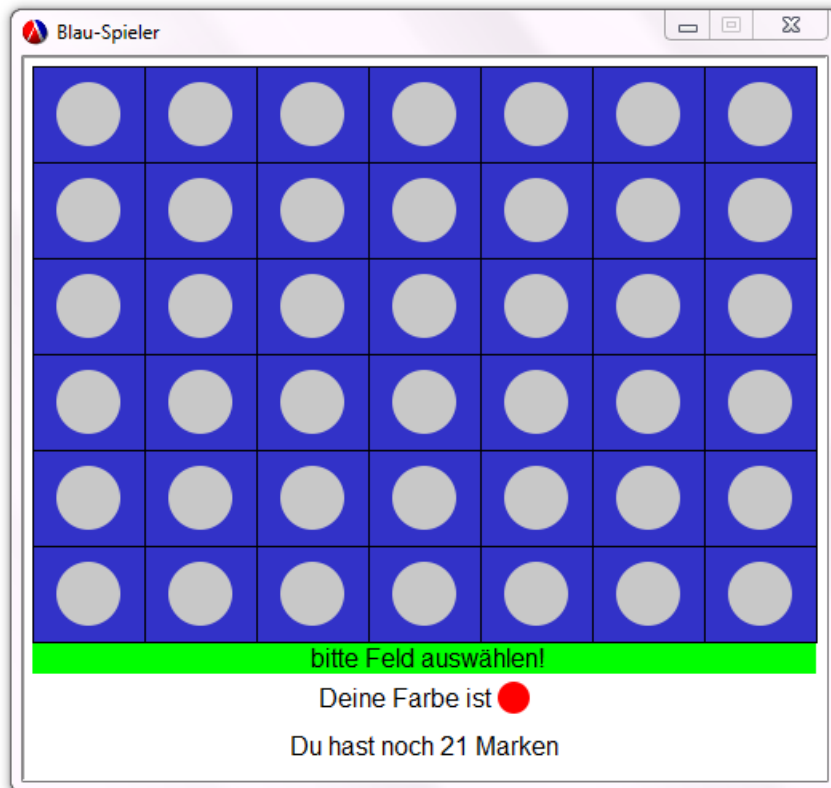 Blau-Spieler
bitte Feld auswählen!
Deine Farbe ist
Du hast noch 21 Marken